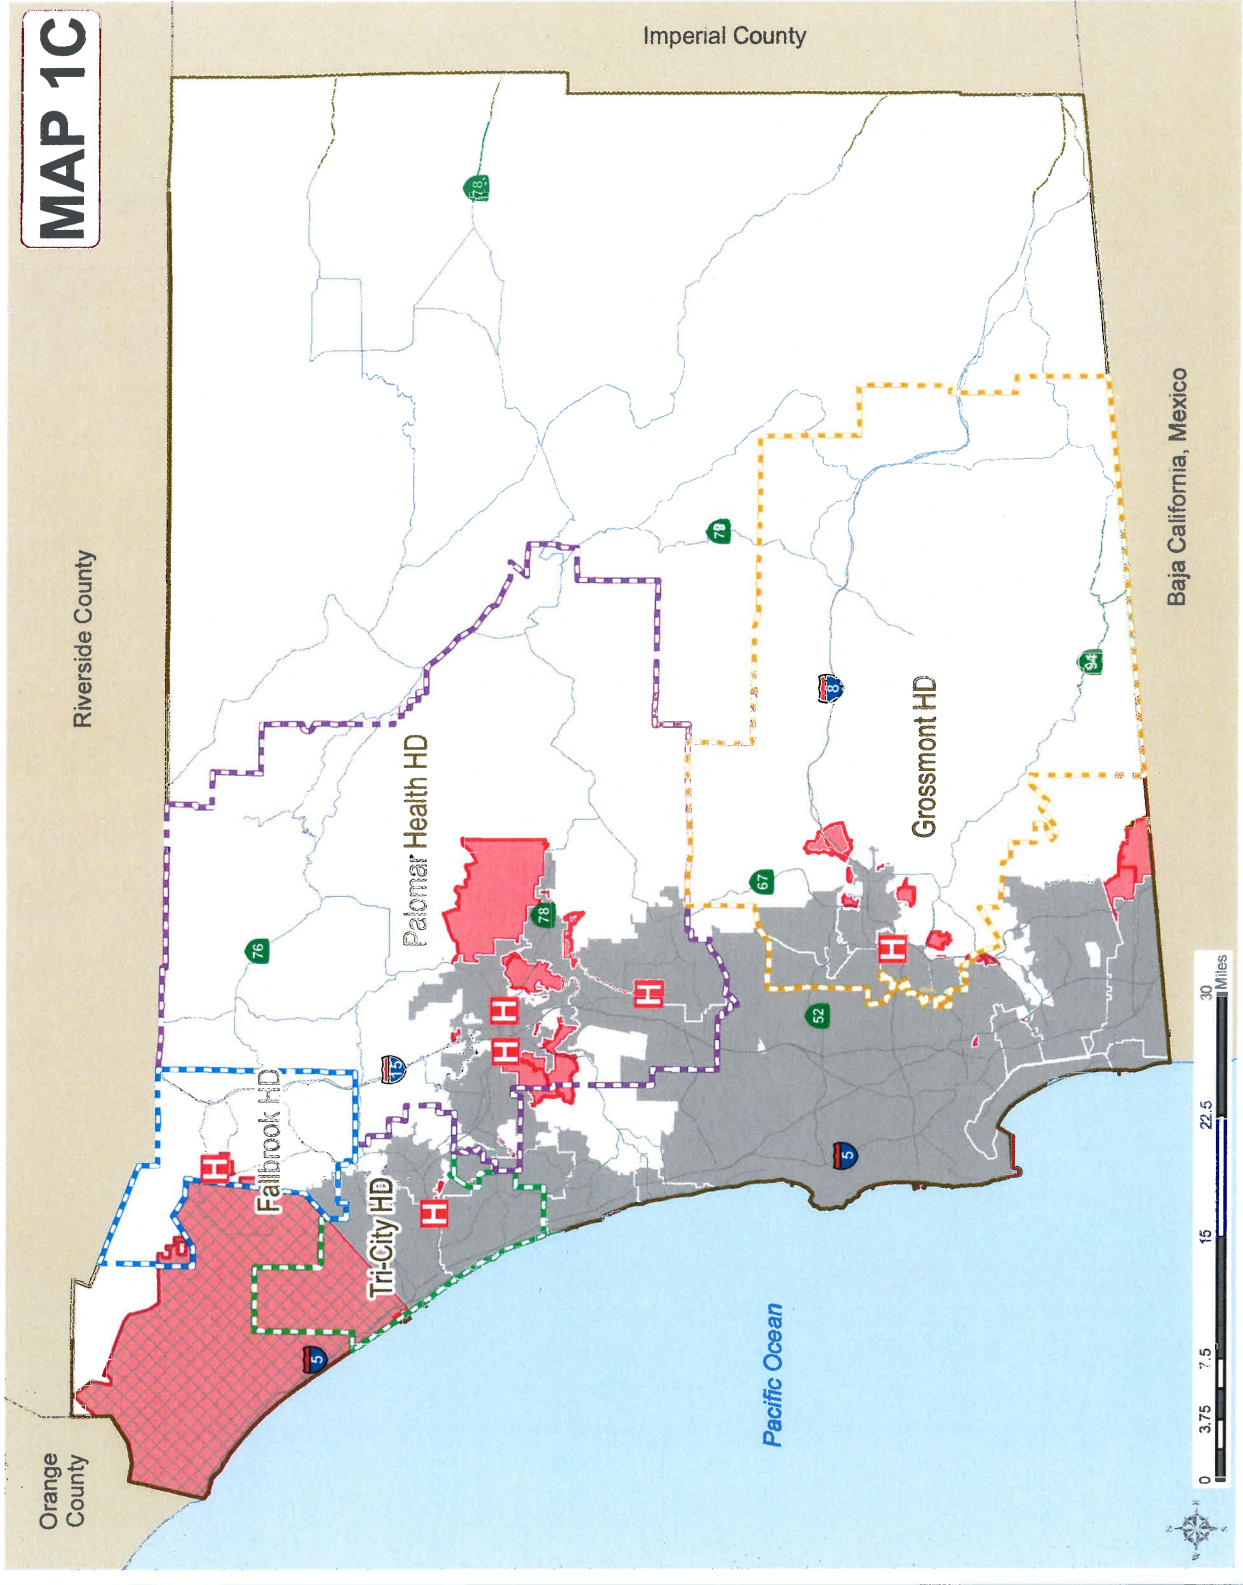 MAP 1C
Orange
County
Riverside County
Imperial County
Baja California, Mexico
Pacific Ocean
Fallbrook HD
Tri-City HD
Palomar Health HD
Grossmont HD
H
H
H
H
H
H
76
15
5
78
78
79
67
52
8
94
5
0 3.75 7.5 15 22.5 30
Miles
N
W
E
S